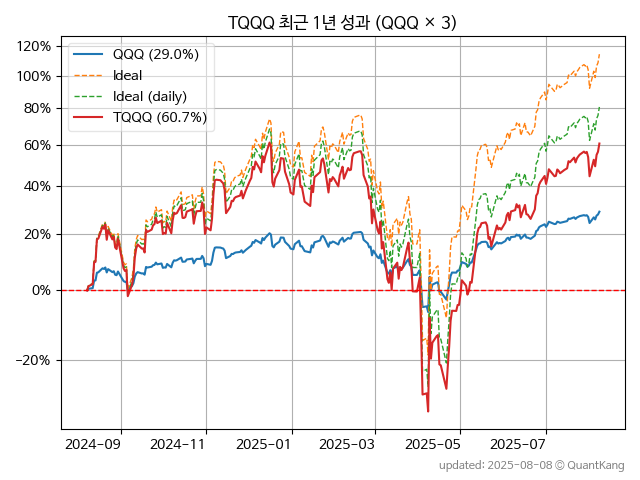 TQQQ 최근 1년 성과 (QQQ × 3)
QQQ (29.0%)
Ideal
Ideal (daily)
TQQQ (60.7%)
120%
100%
80%
60%
40%
20%
0%
−20%
2024-09 2024-11 2025-01 2025-03 2025-05 2025-07
updated: 2025-08-08 © QuantKang